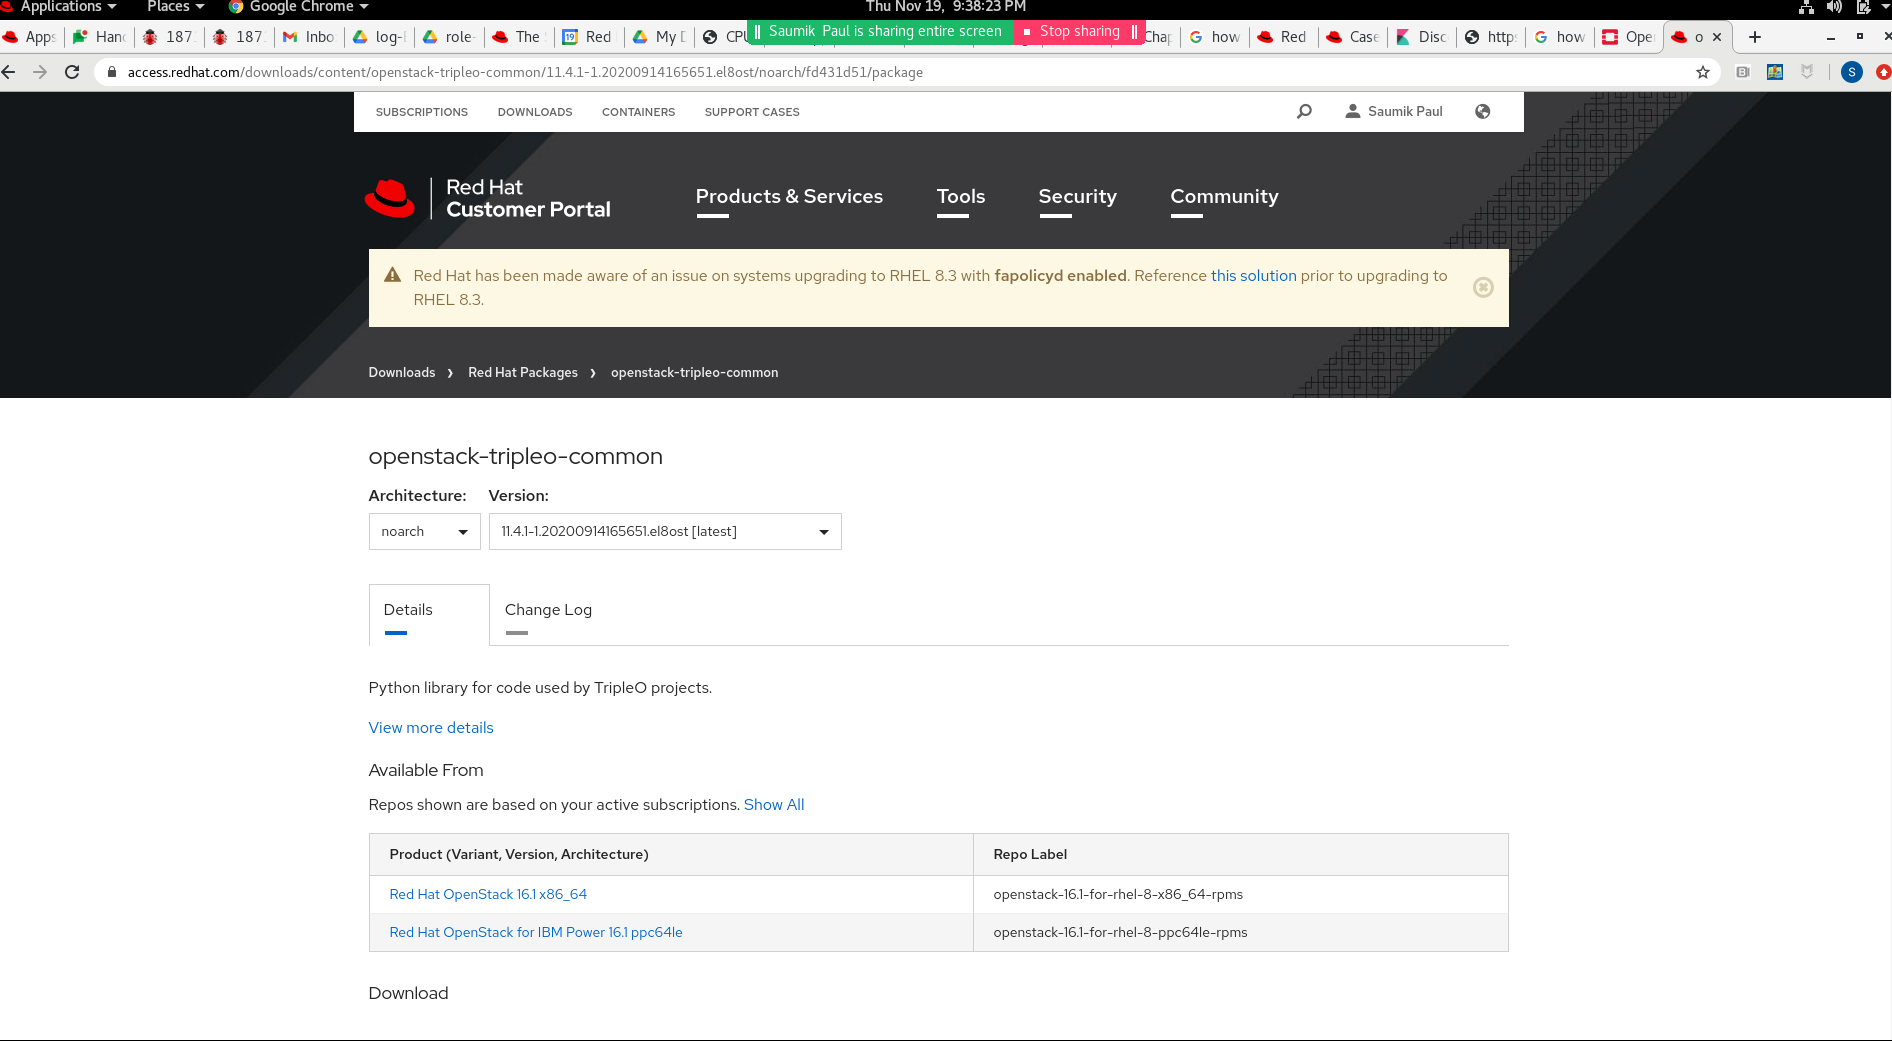 Applications Places Google Chrome Thu Nov 19, 9:38:23 PM
Saumik Paul is sharing entire screen Stop sharing
Apps Hand 187 187 Inbo log- role- The Red My D CPU Chap how Red Case Disc http how Ope o
access.redhat.com/downloads/content/openstack-tripleo-common/11.4.1-1.20200914165651.el8ost/noarch/fd431d51/package
S
SUBSCRIPTIONS DOWNLOADS CONTAINERS SUPPORT CASES Saumik Paul
Red Hat
Customer Portal
Products & Services Tools Security Community
Red Hat has been made aware of an issue on systems upgrading to RHEL 8.3 with fapolicyd enabled. Reference this solution prior to upgrading to
RHEL 8.3.
Downloads Red Hat Packages openstack-tripleo-common
openstack-tripleo-common
Architecture: Version:
noarch 11.4.1-1.20200914165651.el8ost [latest]
Details Change Log
Python library for code used by TripleO projects.
View more details
Available From
Repos shown are based on your active subscriptions. Show All
Product (Variant, Version, Architecture) Repo Label
Red Hat OpenStack 16.1 x86_64 openstack-16.1-for-rhel-8-x86_64-rpms
Red Hat OpenStack for IBM Power 16.1 ppc64le openstack-16.1-for-rhel-8-ppc64le-rpms
Download